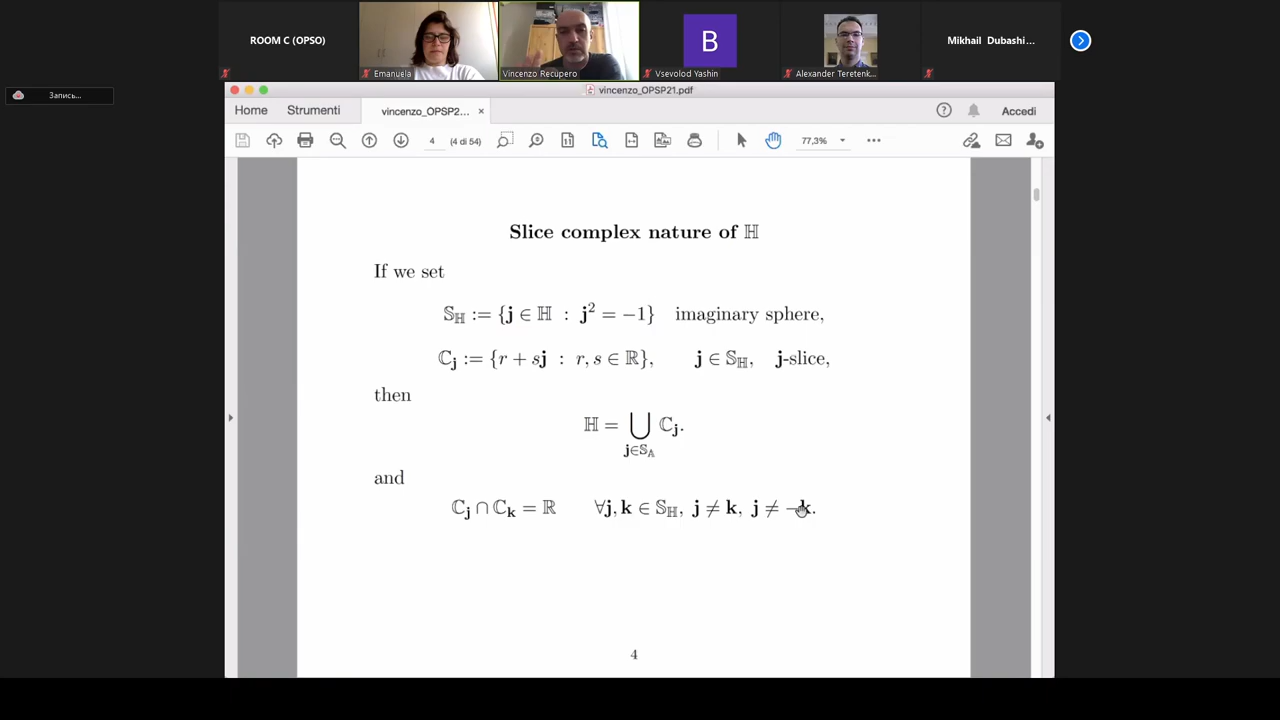 ROOM C (OPSO)
Emanuela
Vincenzo Recupero
B
Vsevolod Yashin
Alexander Teretenk...
Mikhail Dubashi...
Запись...
vincenzo_OPSP21.pdf
Home Strumenti vincenzo_OPSP2... × Accedi
4 (4 di 54) 77,3%
Slice complex nature of ℍ
If we set
𝕊_ℍ := {𝐣 ∈ ℍ : 𝐣² = −1} imaginary sphere,
ℂ_𝐣 := {r + s𝐣 : r, s ∈ ℝ}, 𝐣 ∈ 𝕊_ℍ, 𝐣-slice,
then
ℍ = ⋃_{𝐣∈𝕊_𝔸} ℂ_𝐣.
and
ℂ_𝐣 ∩ ℂ_𝐤 = ℝ ∀𝐣, 𝐤 ∈ 𝕊_ℍ, 𝐣 ≠ 𝐤, 𝐣 ≠ −𝐤.
4